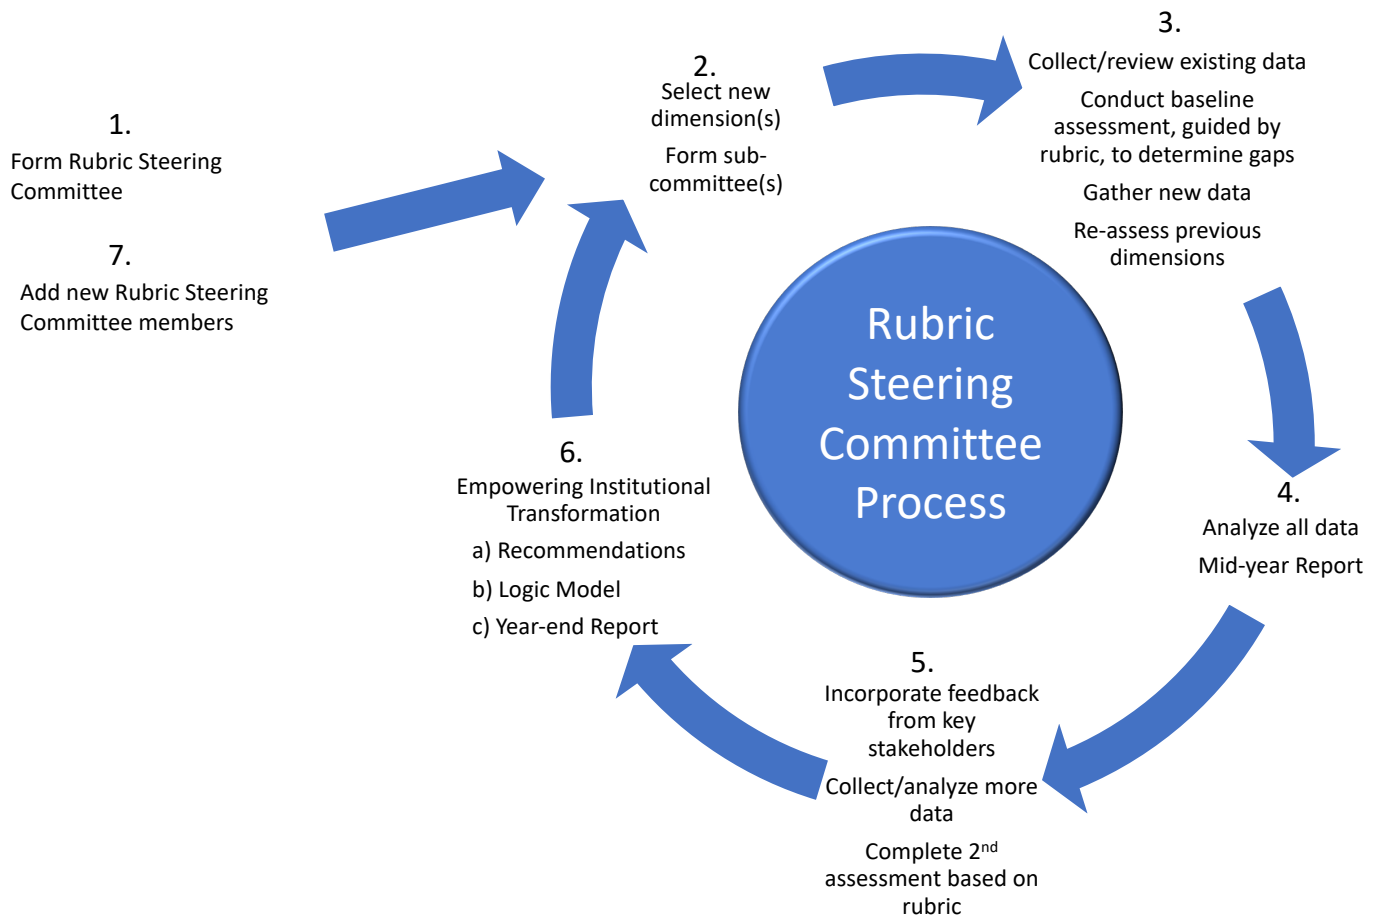 1.
Form Rubric Steering
Committee
7.
Add new Rubric Steering
Committee members
2.
Select new
dimension(s)
Form sub-
committee(s)
3.
Collect/review existing data
Conduct baseline
assessment, guided by
rubric, to determine gaps
Gather new data
Re-assess previous
dimensions
Rubric
Steering
Committee
Process
4.
Analyze all data
Mid-year Report
5.
Incorporate feedback
from key
stakeholders
Collect/analyze more
data
Complete 2nd
assessment based on
rubric
6.
Empowering Institutional
Transformation
a) Recommendations
b) Logic Model
c) Year-end Report